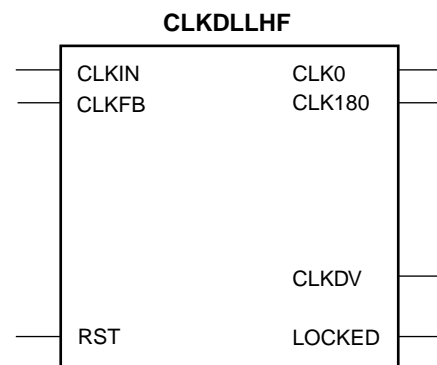 CLKDLLHF
CLKIN CLK0
CLKFB CLK180
CLKDV
RST LOCKED